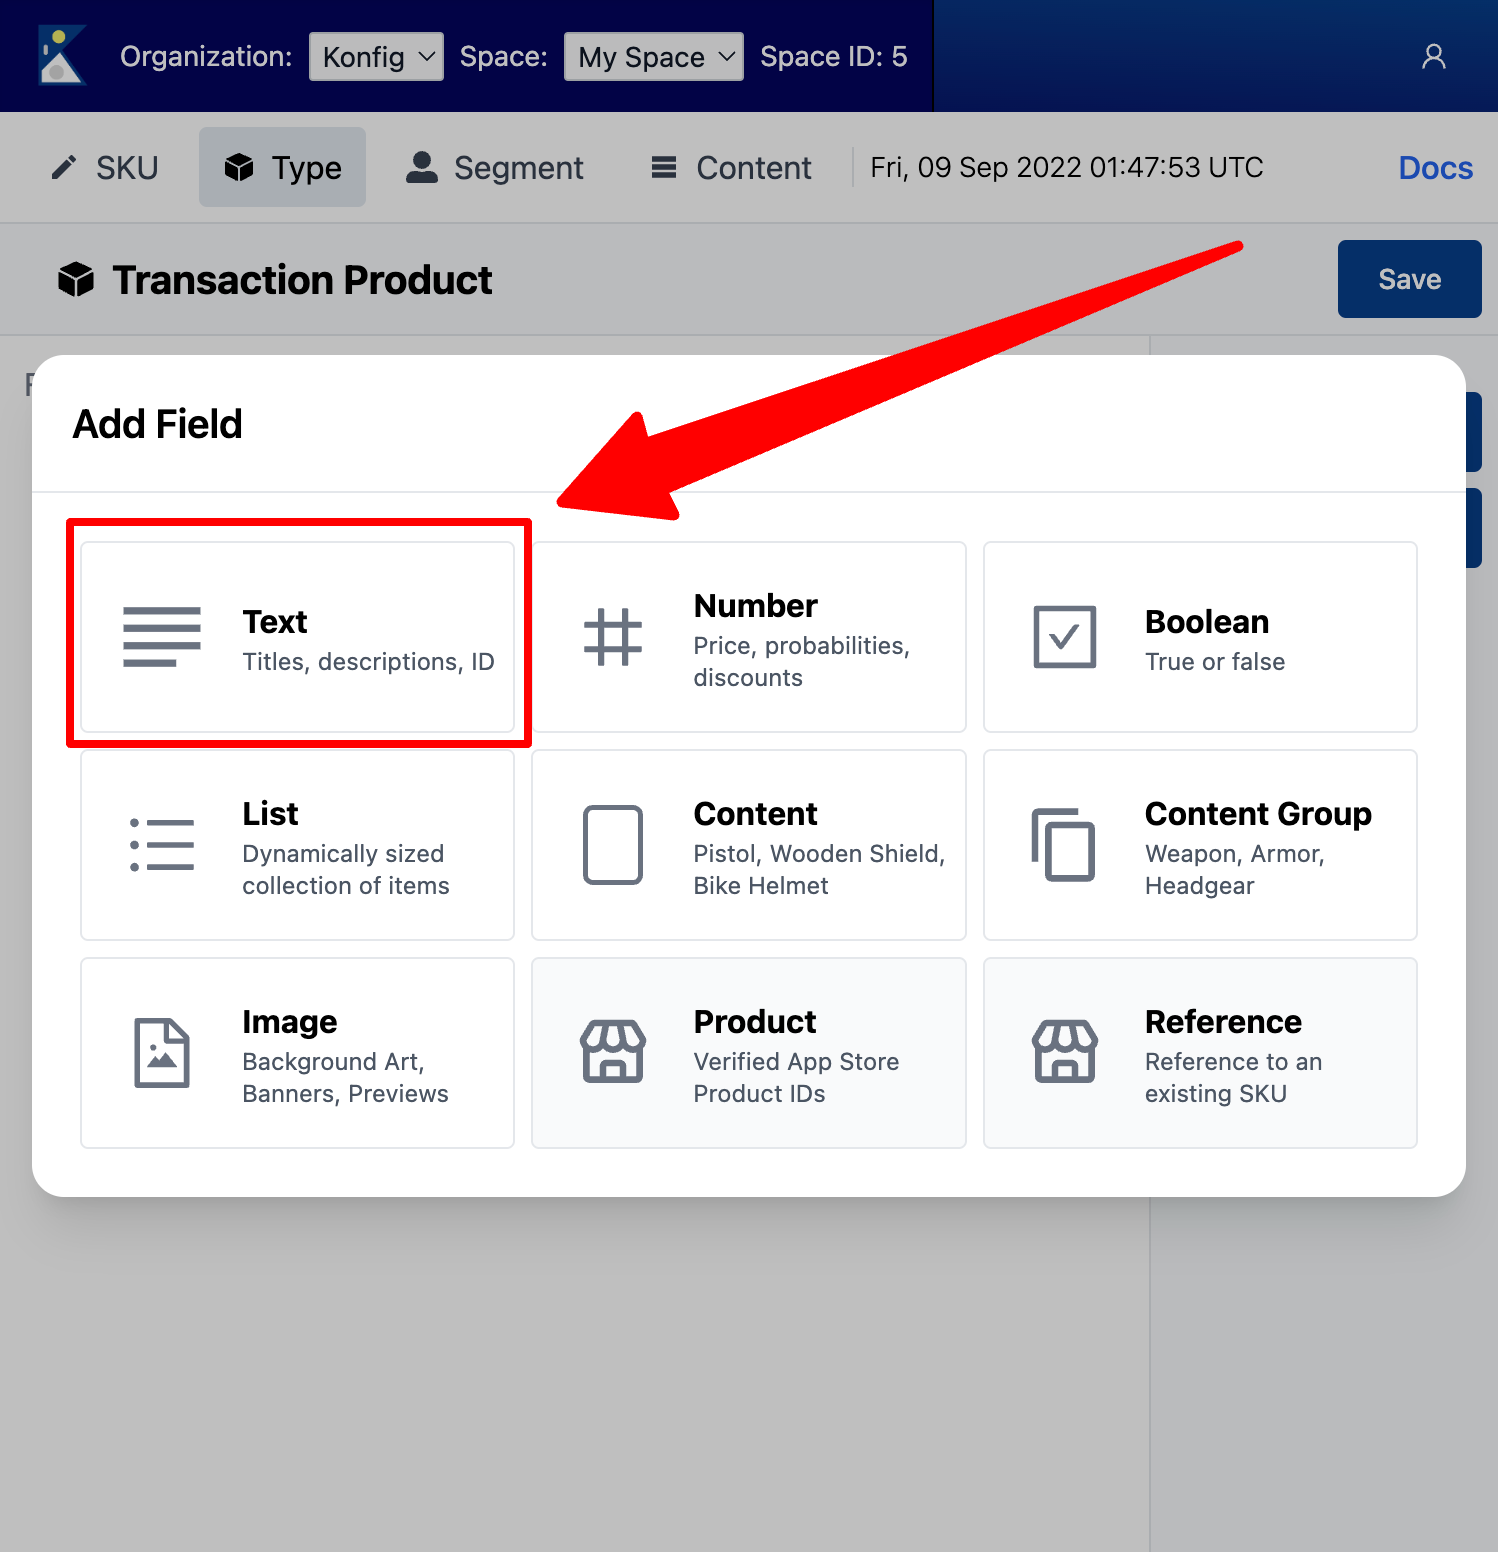 Organization: Konfig Space: My Space Space ID: 5
SKU Type Segment Content Fri, 09 Sep 2022 01:47:53 UTC Docs
Transaction Product Save
Add Field
Text
Titles, descriptions, ID
Number
Price, probabilities,
discounts
Boolean
True or false
List
Dynamically sized
collection of items
Content
Pistol, Wooden Shield,
Bike Helmet
Content Group
Weapon, Armor,
Headgear
Image
Background Art,
Banners, Previews
Product
Verified App Store
Product IDs
Reference
Reference to an
existing SKU